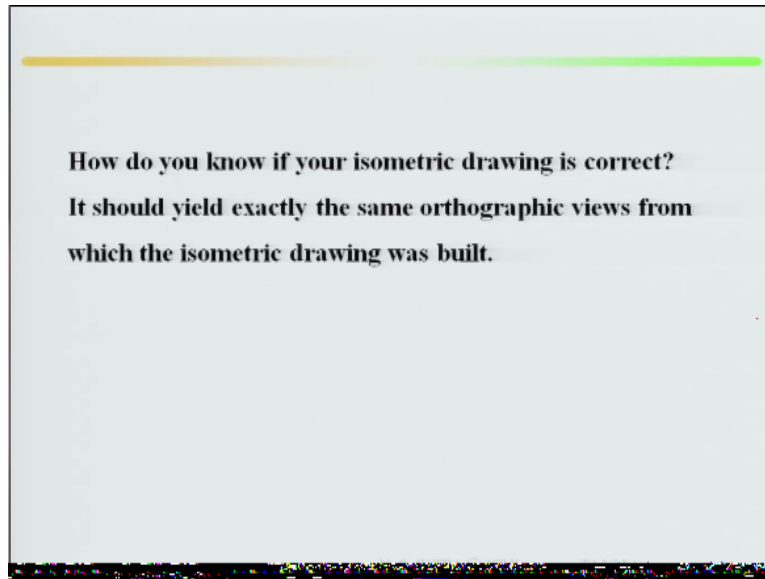 How do you know if your isometric drawing is correct?
It should yield exactly the same orthographic views from
which the isometric drawing was built.